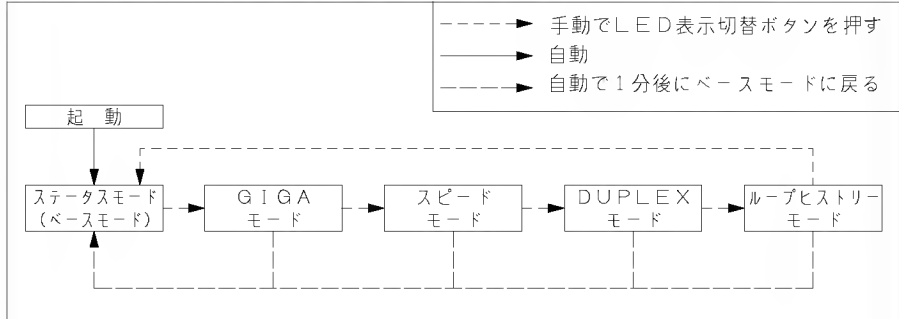 手動でＬＥＤ表示切替ボタンを押す
自動
自動で１分後にベースモードに戻る
起　動
ステータスモード
（ベースモード）
ＧＩＧＡ
モード
スピード
モード
ＤＵＰＬＥＸ
モード
ループヒストリー
モード